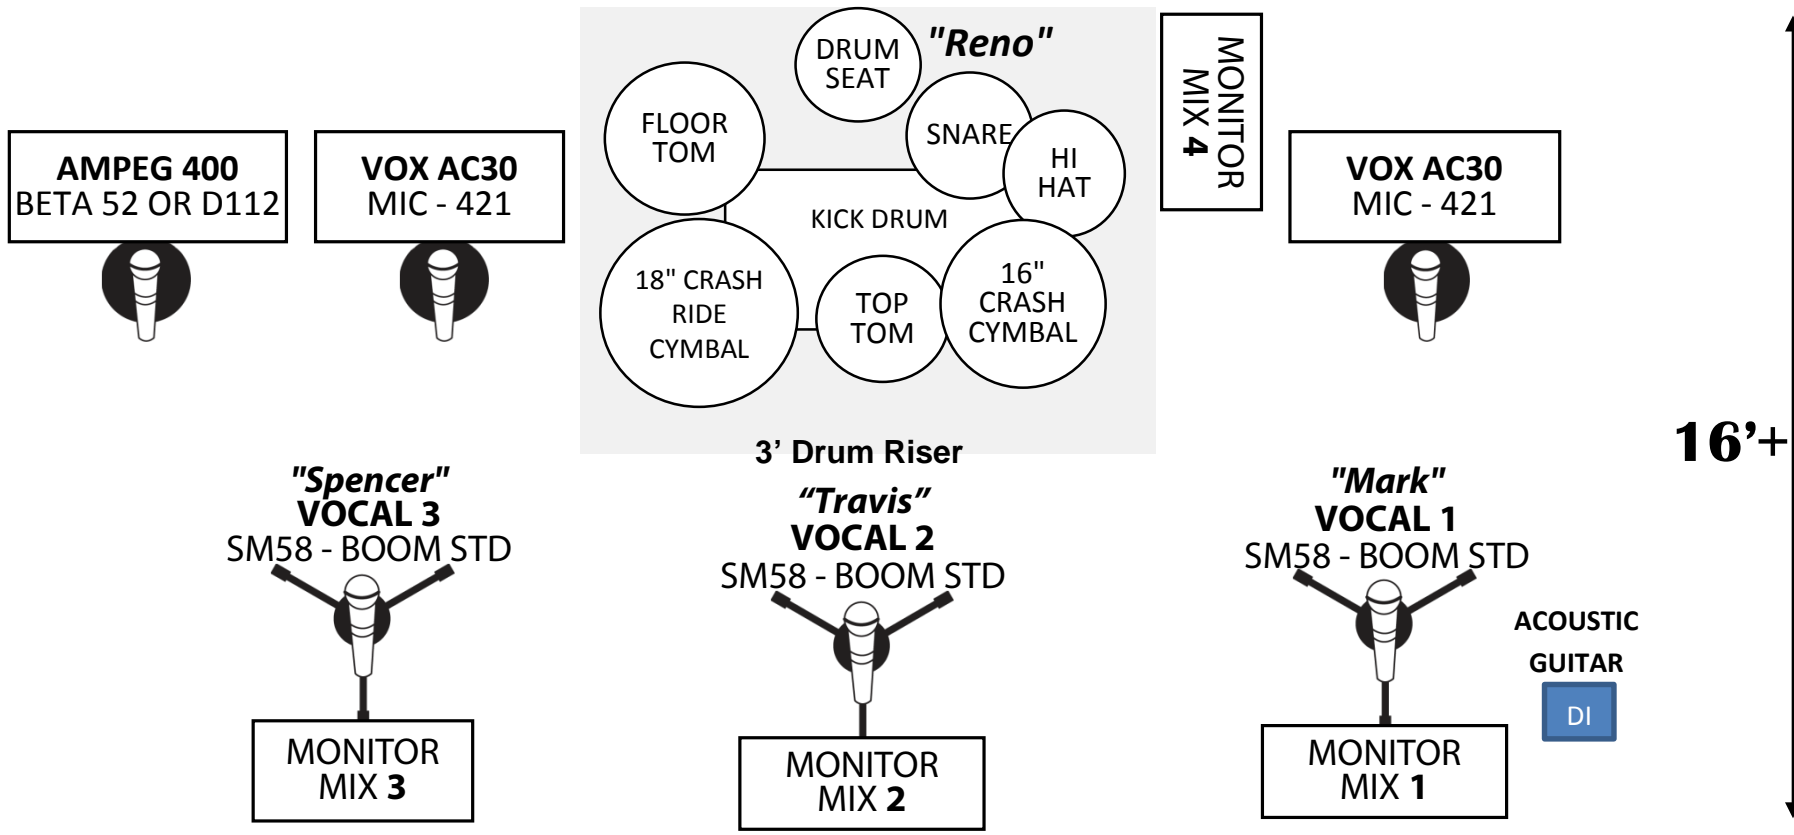 DRUM
SEAT
"Reno"
MONITOR
MIX 4
FLOOR
TOM
SNARE
HI
HAT
AMPEG 400
BETA 52 OR D112
VOX AC30
MIC - 421
KICK DRUM
VOX AC30
MIC - 421
18" CRASH
RIDE
CYMBAL
TOP
TOM
16"
CRASH
CYMBAL
3’ Drum Riser
16’+
"Spencer"
VOCAL 3
SM58 - BOOM STD
“Travis”
VOCAL 2
SM58 - BOOM STD
"Mark"
VOCAL 1
SM58 - BOOM STD
ACOUSTIC
GUITAR
DI
MONITOR
MIX 3
MONITOR
MIX 2
MONITOR
MIX 1